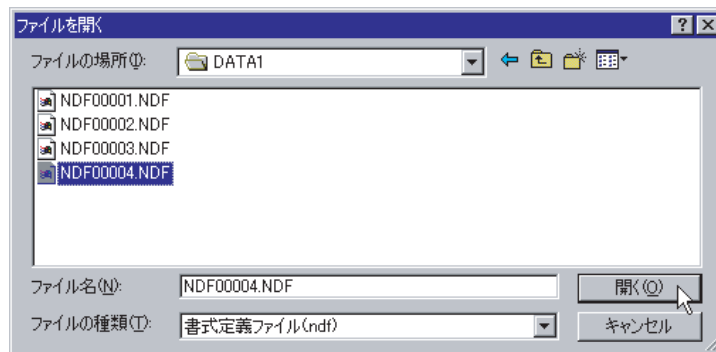 ファイルを開く
ファイルの場所(I): DATA1
NDF00001.NDF
NDF00002.NDF
NDF00003.NDF
NDF00004.NDF
ファイル名(N): NDF00004.NDF 開く(O)
ファイルの種類(T): 書式定義ファイル(ndf) キャンセル